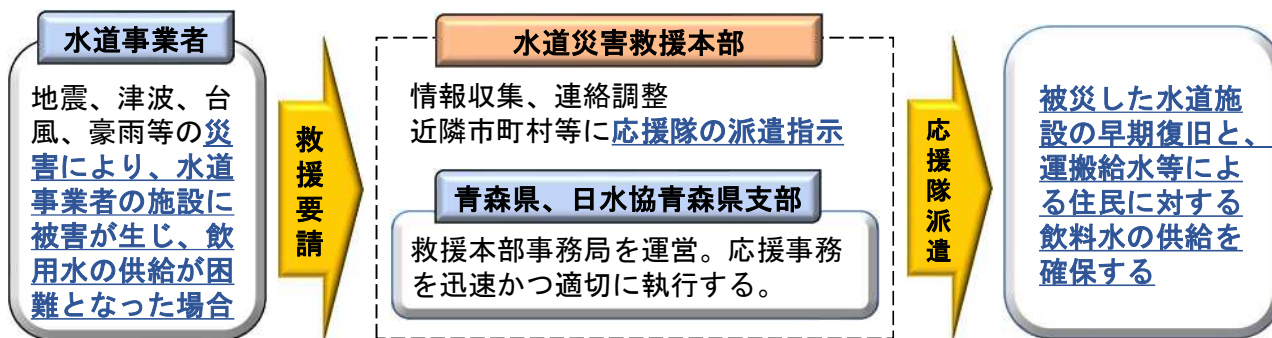 水道事業者
地震、津波、台
風、豪雨等の災
害により、水道
事業者の施設に
被害が生じ、飲
用水の供給が困
難となった場合
救援要請
水道災害救援本部
情報収集、連絡調整
近隣市町村等に応援隊の派遣指示
青森県、日水協青森県支部
救援本部事務局を運営。応援事務
を迅速かつ適切に執行する。
応援隊派遣
被災した水道施
設の早期復旧と、
運搬給水等によ
る住民に対する
飲料水の供給を
確保する